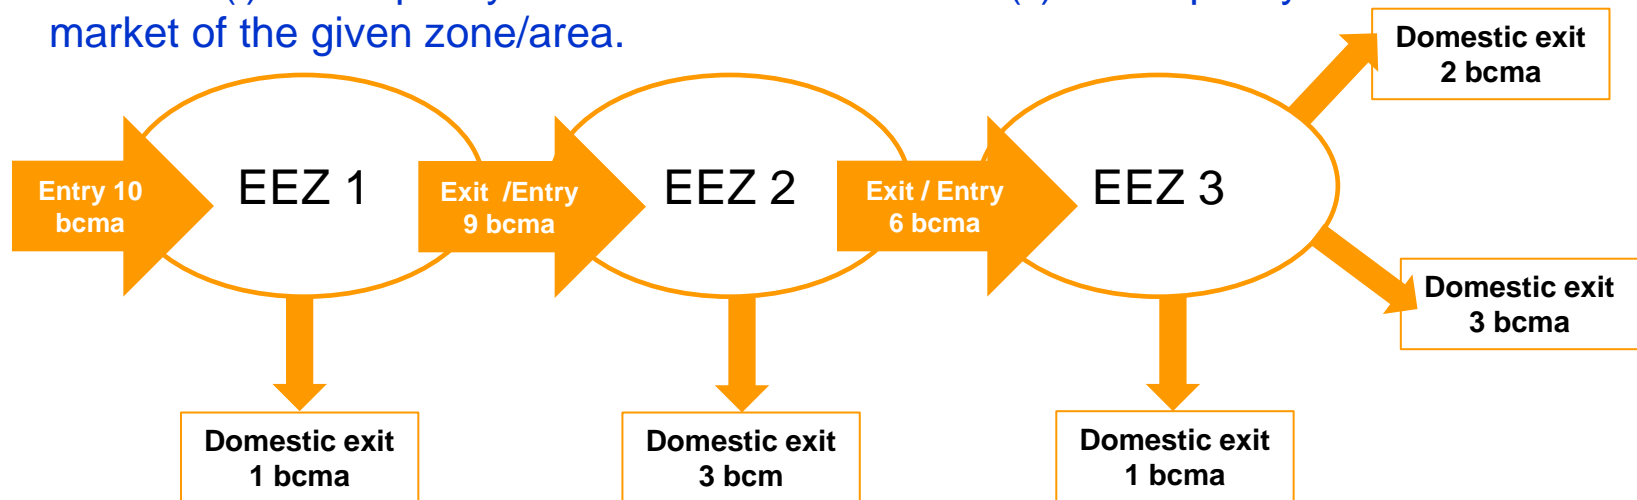 market of the given zone/area.
Domestic exit
2 bcma
Entry 10
bcma
EEZ 1
Exit /Entry
9 bcma
EEZ 2
Exit / Entry
6 bcma
EEZ 3
Domestic exit
3 bcma
Domestic exit
1 bcma
Domestic exit
3 bcm
Domestic exit
1 bcma